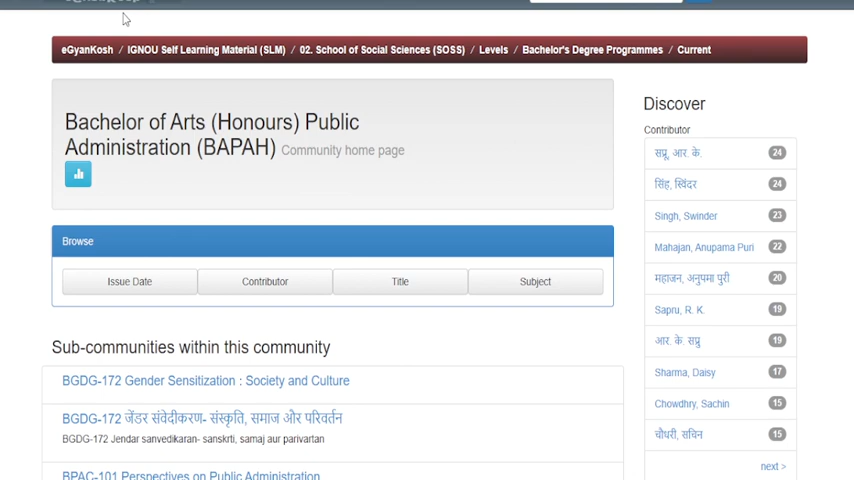 eGyanKosh / IGNOU Self Learning Material (SLM) / 02. School of Social Sciences (SOSS) / Levels / Bachelor's Degree Programmes / Current
Bachelor of Arts (Honours) Public
Administration (BAPAH) Community home page
Browse
Issue Date Contributor Title Subject
Sub-communities within this community
BGDG-172 Gender Sensitization : Society and Culture
BGDG-172 जेंडर संवेदीकरण- संस्कृति, समाज और परिवर्तन
BGDG-172 Jendar sanvedikaran- sanskrti, samaj aur parivartan
BPAC-101 Perspectives on Public Administration
Discover
Contributor
सप्रू, आर. के. 24
सिंह, स्विंदर 24
Singh, Swinder 23
Mahajan, Anupama Puri 22
महाजन, अनुपमा पुरी 20
Sapru, R. K. 19
आर. के. सप्रु 19
Sharma, Daisy 17
Chowdhry, Sachin 15
चौधरी, सचिन 15
next >